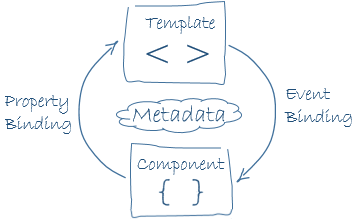 Template
< >
Property
Binding
Metadata
Event
Binding
Component
{ }